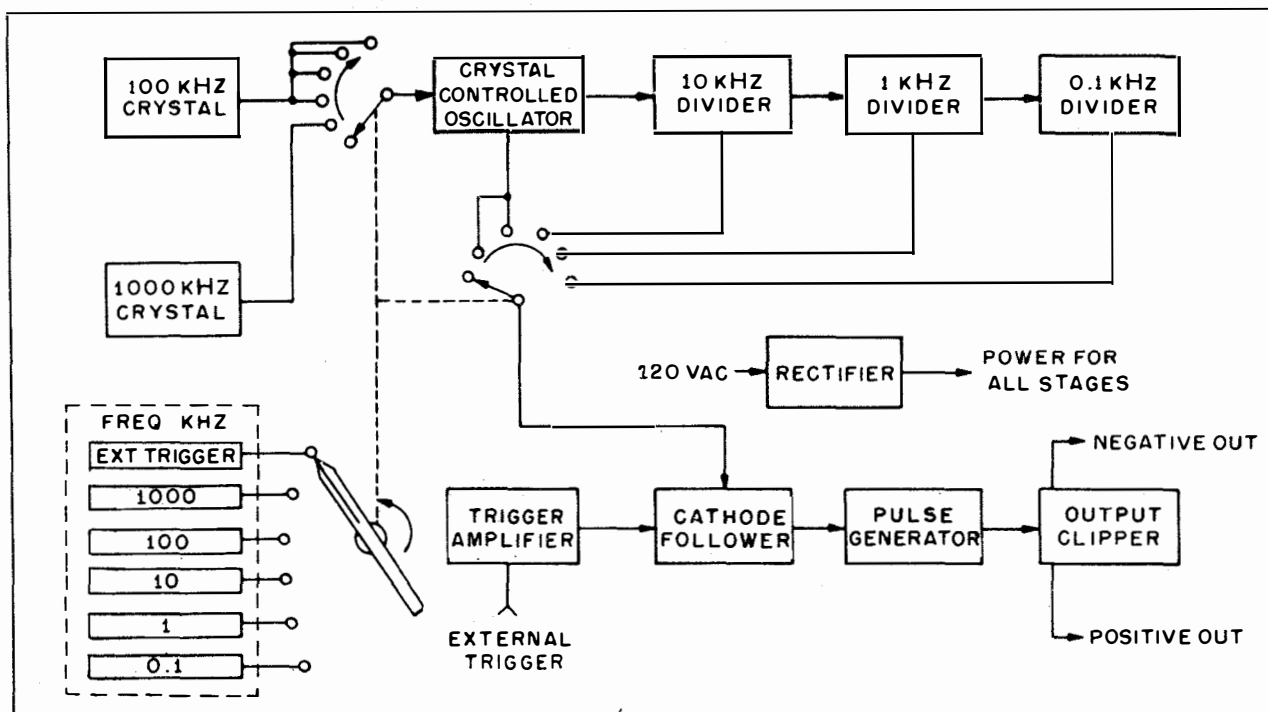 100 KHZ
CRYSTAL
CRYSTAL
CONTROLLED
OSCILLATOR
10 KHZ
DIVIDER
1 KHZ
DIVIDER
0.1 KHZ
DIVIDER
1000 KHZ
CRYSTAL
120 VAC
RECTIFIER
POWER FOR
ALL STAGES
FREQ KHZ
EXT TRIGGER
1000
100
10
1
0.1
TRIGGER
AMPLIFIER
EXTERNAL
TRIGGER
CATHODE
FOLLOWER
PULSE
GENERATOR
OUTPUT
CLIPPER
NEGATIVE OUT
POSITIVE OUT